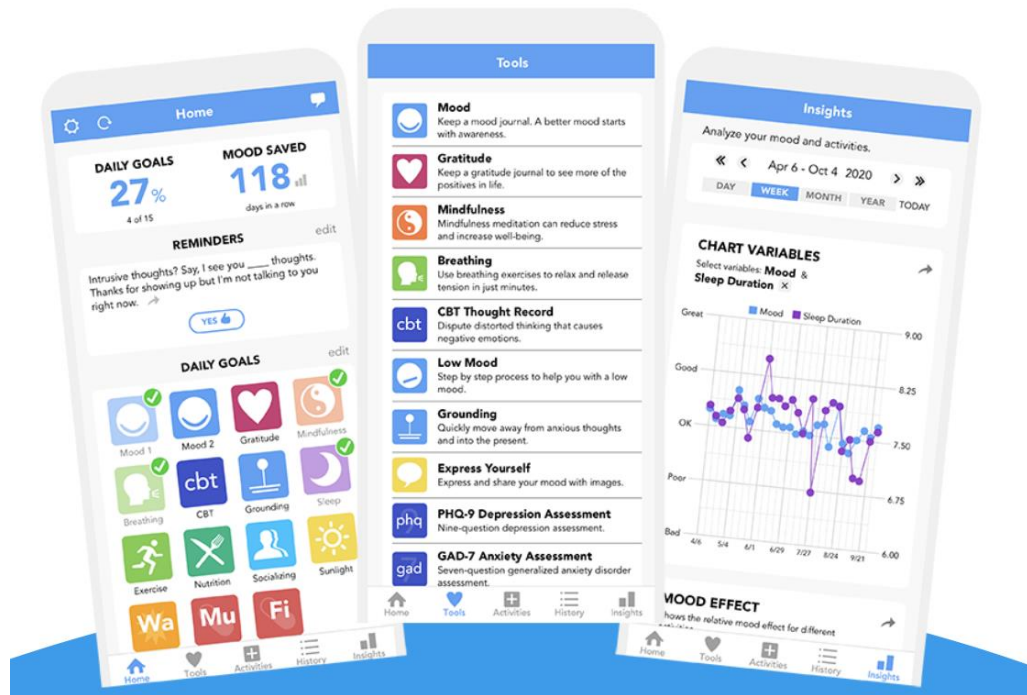 Home
DAILY GOALS
27%
4 of 15
MOOD SAVED
118
days in a row
REMINDERS
edit
Intrusive thoughts? Say, I see you ____ thoughts.
Thanks for showing up but I'm not talking to you
right now.
YES
DAILY GOALS
edit
Mood 1
Mood 2
Gratitude
Mindfulness
cbt
Breathing
CBT
Grounding
Sleep
Exercise
Nutrition
Socializing
Sunlight
Wa
Mu
Fi
Home
Tools
Activities
History
Insights
Tools
Mood
Keep a mood journal. A better mood starts
with awareness.
Gratitude
Keep a gratitude journal to see more of the
positives in life.
Mindfulness
Mindfulness meditation can reduce stress
and increase well-being.
Breathing
Use breathing exercises to relax and release
tension in just minutes.
cbt
CBT Thought Record
Dispute distorted thinking that causes
negative emotions.
Low Mood
Step by step process to help you with a low
mood.
Grounding
Quickly move away from anxious thoughts
and into the present.
Express Yourself
Express and share your mood with images.
phq
PHQ-9 Depression Assessment
Nine-question depression assessment.
gad
GAD-7 Anxiety Assessment
Seven-question generalized anxiety disorder
assessment.
Home
Tools
Activities
History
Insights
Insights
Analyze your mood and activities.
Apr 6 - Oct 4 2020
DAY
WEEK
MONTH
YEAR
TODAY
CHART VARIABLES
Select variables: Mood &
Sleep Duration ×
Mood
Sleep Duration
Great
Good
OK
Poor
Bad
9.00
8.25
7.50
6.75
6.00
4/6
5/4
6/1
6/29
7/27
8/24
9/21
MOOD EFFECT
Shows the relative mood effect for different
Home
Tools
Activities
History
Insights